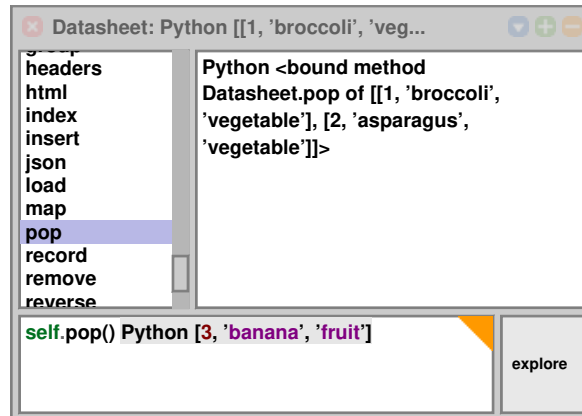 Datasheet: Python [[1, 'broccoli', 'veg...
group
headers
html
index
insert
json
load
map
pop
record
remove
reverse
Python <bound method
Datasheet.pop of [[1, ’broccoli’,
’vegetable’], [2, ’asparagus’,
’vegetable’]]>
self.pop() Python [3, ’banana’, ’fruit’]
explore